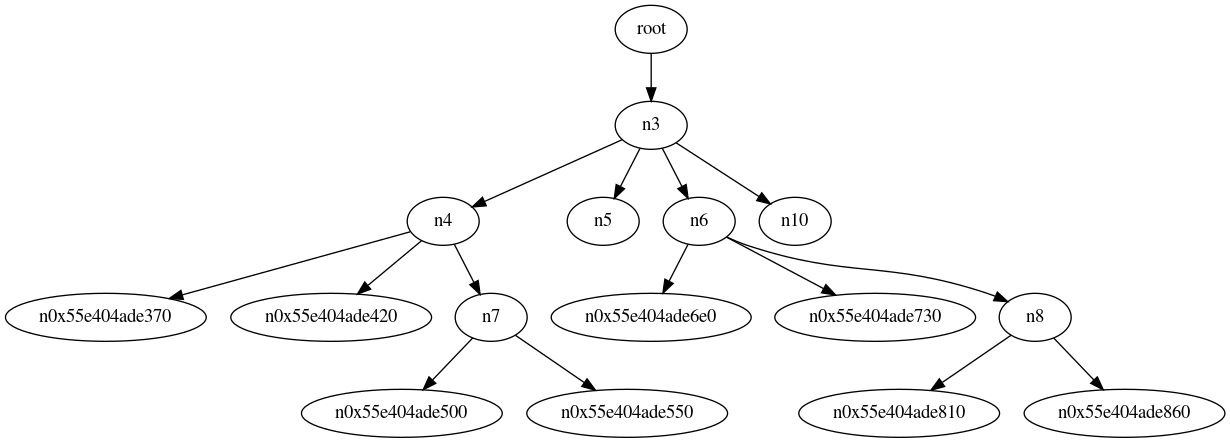 root
n3
n4
n5
n6
n10
n0x55e404ade370
n0x55e404ade420
n7
n0x55e404ade6e0
n0x55e404ade730
n8
n0x55e404ade500
n0x55e404ade550
n0x55e404ade810
n0x55e404ade860